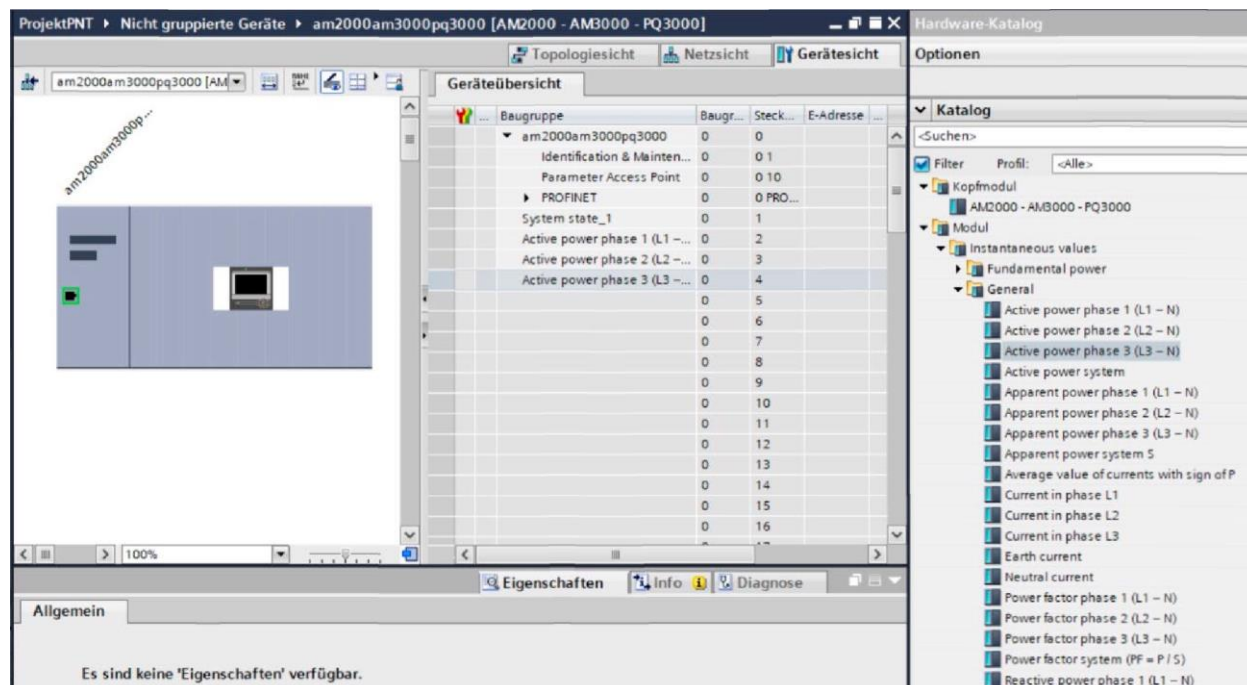 ProjektPNT ▸ Nicht gruppierte Geräte ▸ am2000am3000pq3000 [AM2000 - AM3000 - PQ3000]
Topologiesicht Netzsicht Gerätesicht
am2000am3000pq3000 [AM
am2000am3000p...
100%
Geräteübersicht
... Baugruppe Baugr... Steck... E-Adresse ...
am2000am3000pq3000 0 0
Identification & Mainten... 0 0 1
Parameter Access Point 0 0 10
PROFINET 0 0 PRO...
System state_1 0 1
Active power phase 1 (L1 –... 0 2
Active power phase 2 (L2 –... 0 3
Active power phase 3 (L3 –... 0 4
0 5
0 6
0 7
0 8
0 9
0 10
0 11
0 12
0 13
0 14
0 15
0 16
Eigenschaften Info Diagnose
Allgemein
Es sind keine 'Eigenschaften' verfügbar.
Hardware-Katalog
Optionen
Katalog
<Suchen>
Filter Profil: <Alle>
Kopfmodul
AM2000 - AM3000 - PQ3000
Modul
Instantaneous values
Fundamental power
General
Active power phase 1 (L1 – N)
Active power phase 2 (L2 – N)
Active power phase 3 (L3 – N)
Active power system
Apparent power phase 1 (L1 – N)
Apparent power phase 2 (L2 – N)
Apparent power phase 3 (L3 – N)
Apparent power system S
Average value of currents with sign of P
Current in phase L1
Current in phase L2
Current in phase L3
Earth current
Neutral current
Power factor phase 1 (L1 – N)
Power factor phase 2 (L2 – N)
Power factor phase 3 (L3 – N)
Power factor system (PF = P / S)
Reactive power phase 1 (L1 – N)